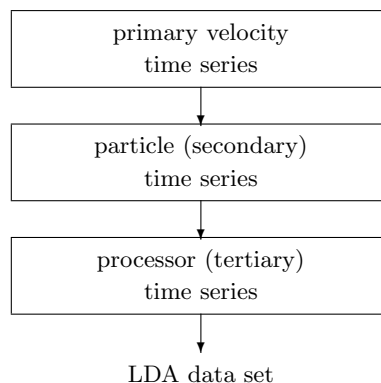 primary velocity
time series
particle (secondary)
time series
processor (tertiary)
time series
LDA data set